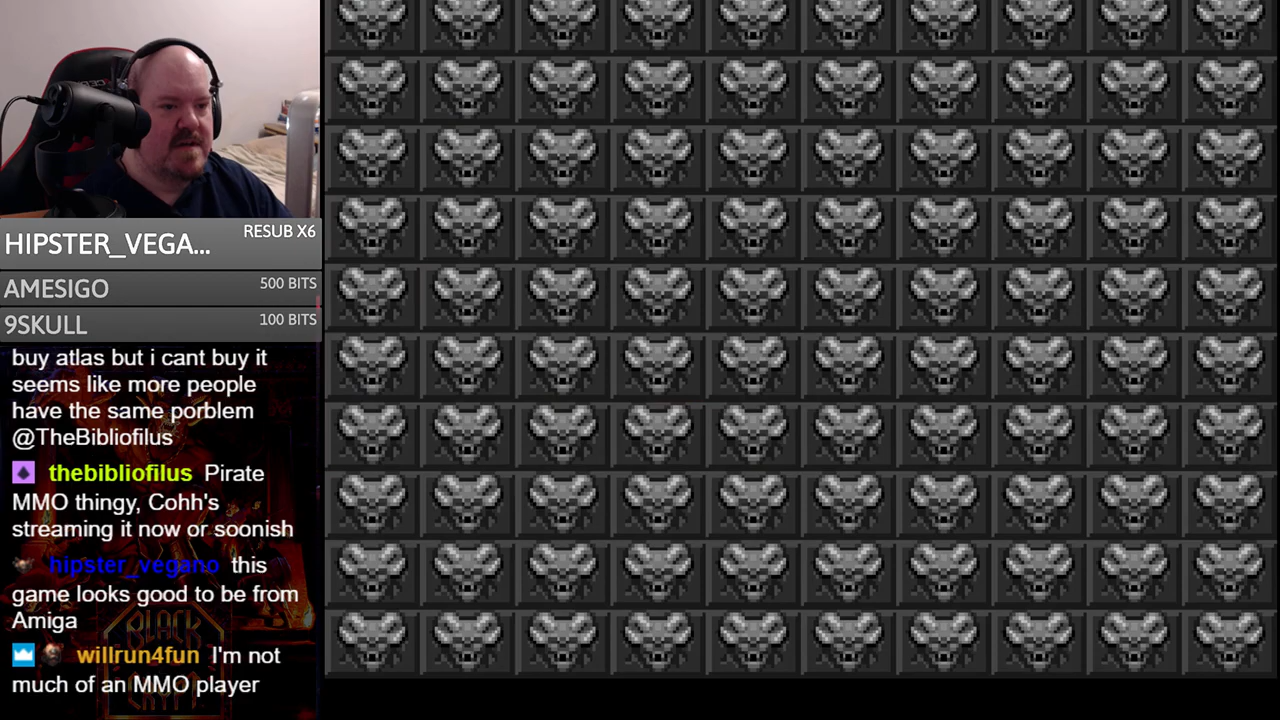 HIPSTER_VEGA... RESUB X6
AMESIGO 500 BITS
9SKULL 100 BITS
buy atlas but i cant buy it
seems like more people
have the same porblem
@TheBibliofilus
thebibliofilus Pirate
MMO thingy, Cohh's
streaming it now or soonish
hipster_vegano this
game looks good to be from
Amiga
willrun4fun I'm not
much of an MMO player
BLACK
CRYPT